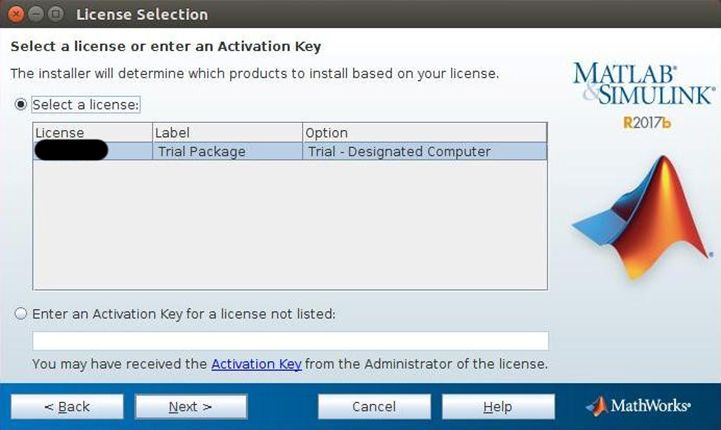 License Selection
Select a license or enter an Activation Key
The installer will determine which products to install based on your license.
MATLAB®
&SIMULINK®
R2017b
Select a license:
License Label Option
Trial Package Trial - Designated Computer
Enter an Activation Key for a license not listed:
You may have received the Activation Key from the Administrator of the license.
< Back Next > Cancel Help MathWorks®